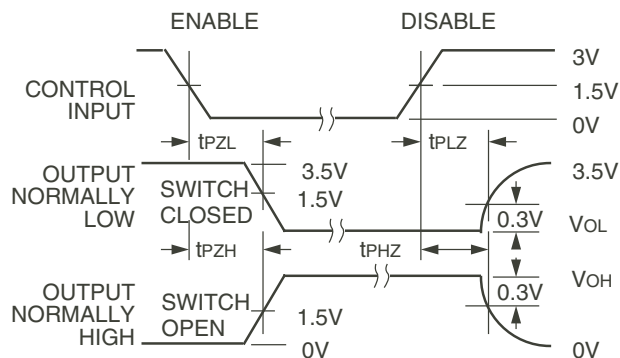 ENABLE
DISABLE
CONTROL
INPUT
3V
1.5V
0V
tPZL
tPLZ
OUTPUT
NORMALLY
LOW
SWITCH
CLOSED
3.5V
1.5V
3.5V
0.3V
VOL
tPZH
tPHZ
OUTPUT
NORMALLY
HIGH
SWITCH
OPEN
1.5V
0V
0.3V
VOH
0V